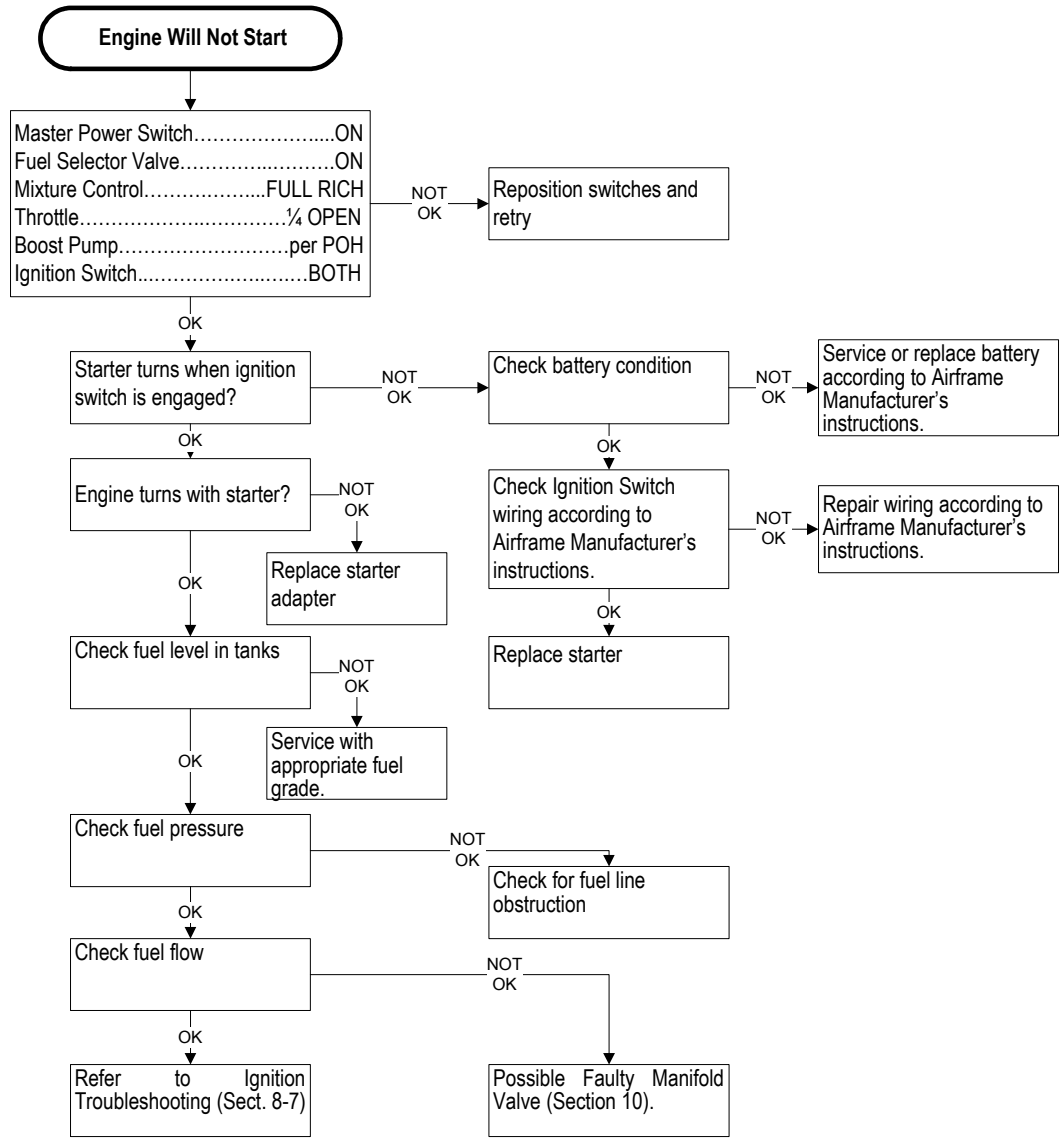 Engine Will Not Start
Master Power Switch.......................ON
Fuel Selector Valve.........................ON
Mixture Control...................FULL RICH
Throttle................................¼ OPEN
Boost Pump..........................per POH
Ignition Switch.........................BOTH
NOT
OK
Reposition switches and
retry
OK
Starter turns when ignition
switch is engaged?
NOT
OK
Check battery condition
NOT
OK
Service or replace battery
according to Airframe
Manufacturer's
instructions.
OK
OK
Engine turns with starter?
NOT
OK
Replace starter
adapter
Check Ignition Switch
wiring according to
Airframe Manufacturer's
instructions.
NOT
OK
Repair wiring according to
Airframe Manufacturer's
instructions.
OK
OK
Replace starter
Check fuel level in tanks
NOT
OK
Service with
appropriate fuel
grade.
OK
Check fuel pressure
NOT
OK
Check for fuel line
obstruction
OK
Check fuel flow
NOT
OK
OK
Refer to Ignition
Troubleshooting (Sect. 8-7)
Possible Faulty Manifold
Valve (Section 10).